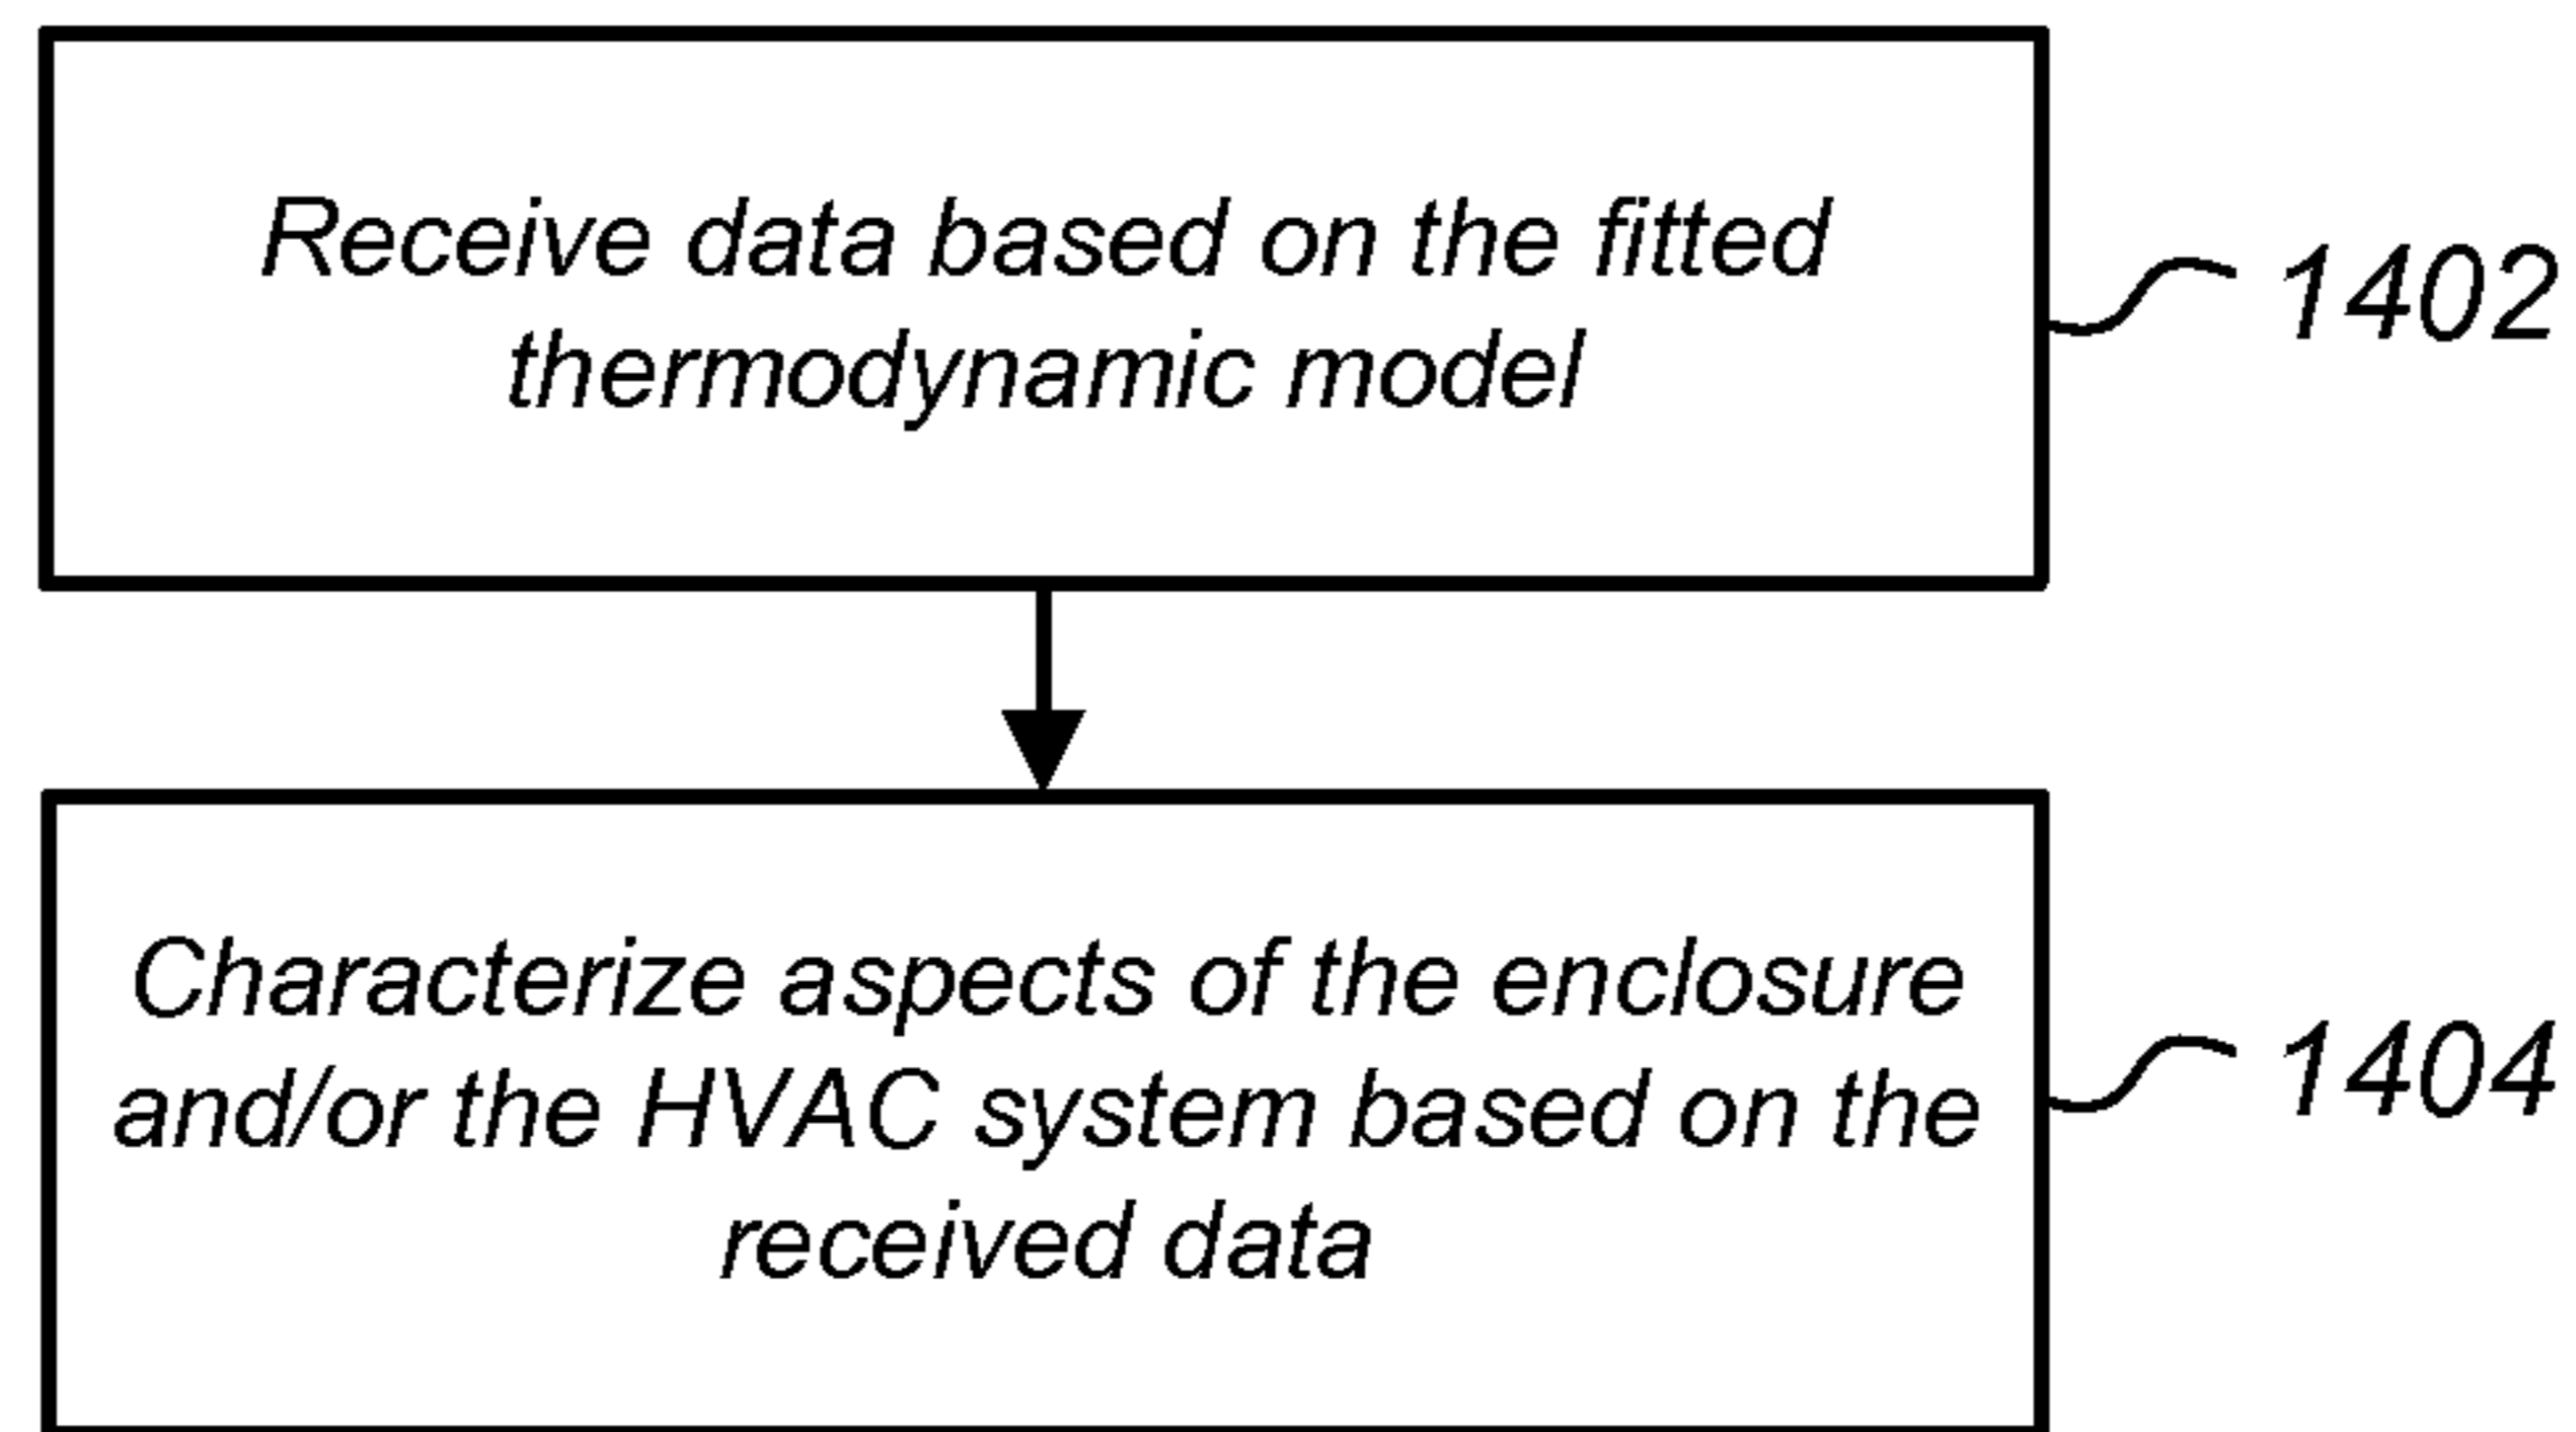 Receive data based on the fitted
thermodynamic model
1402
Characterize aspects of the enclosure
and/or the HVAC system based on the
received data
1404